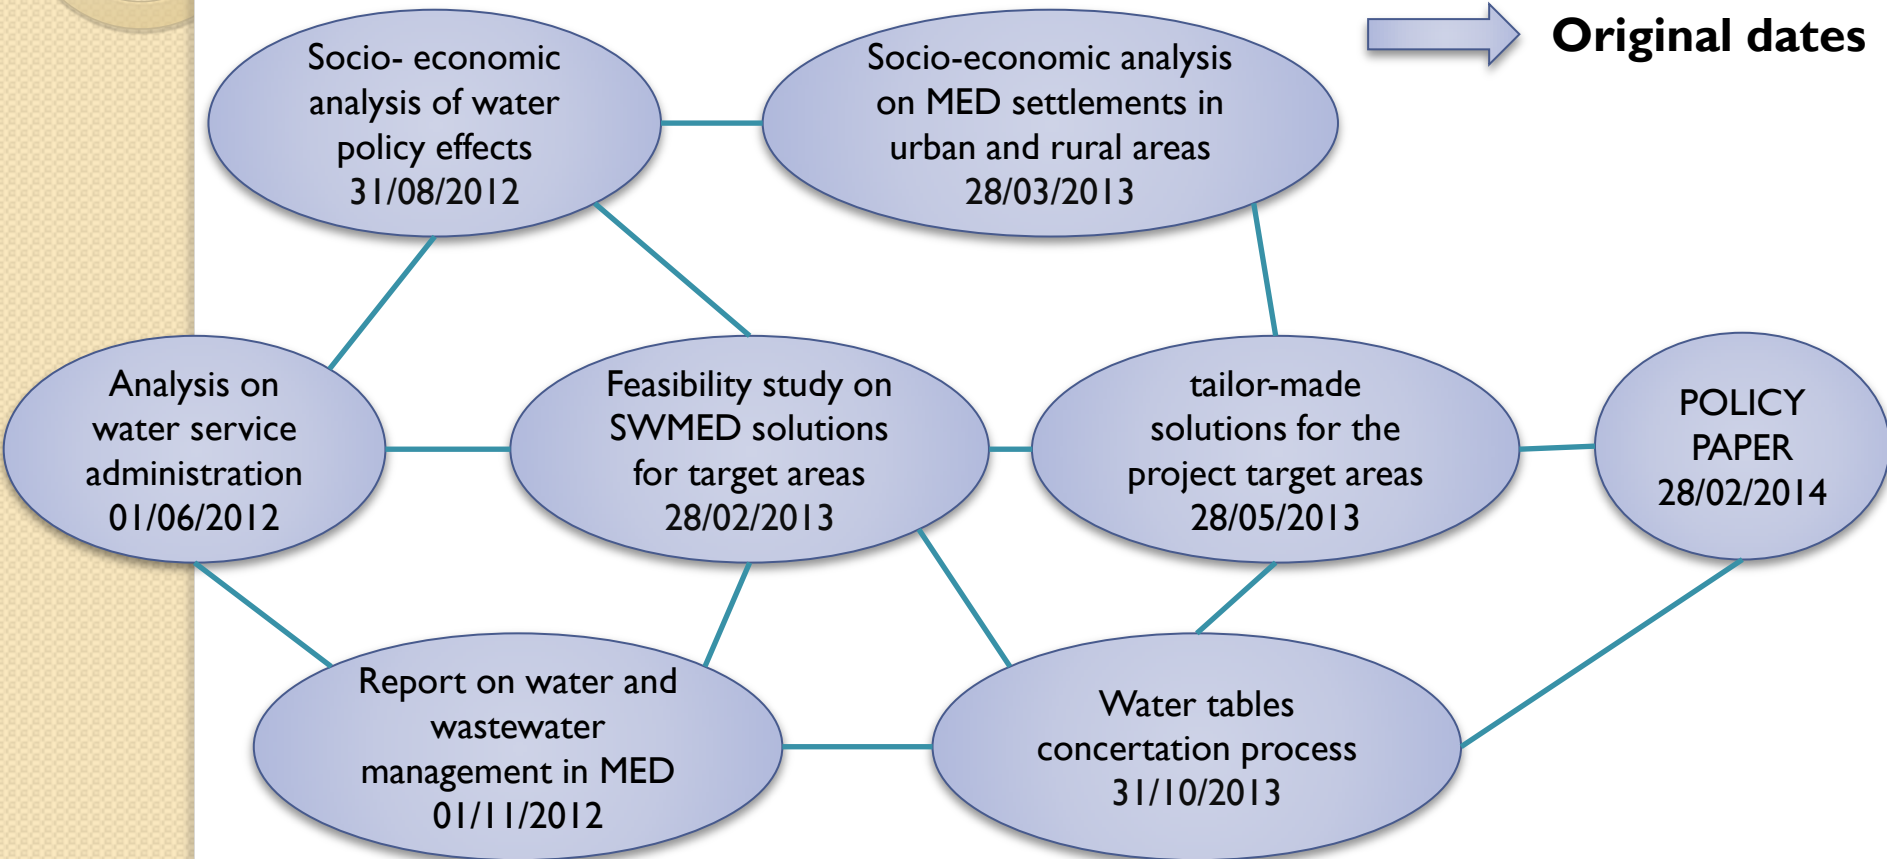 Original dates
Socio- economic
analysis of water
policy effects
31/08/2012
Socio-economic analysis
on MED settlements in
urban and rural areas
28/03/2013
Analysis on
water service
administration
01/06/2012
Feasibility study on
SWMED solutions
for target areas
28/02/2013
tailor-made
solutions for the
project target areas
28/05/2013
POLICY
PAPER
28/02/2014
Report on water and
wastewater
management in MED
01/11/2012
Water tables
concertation process
31/10/2013